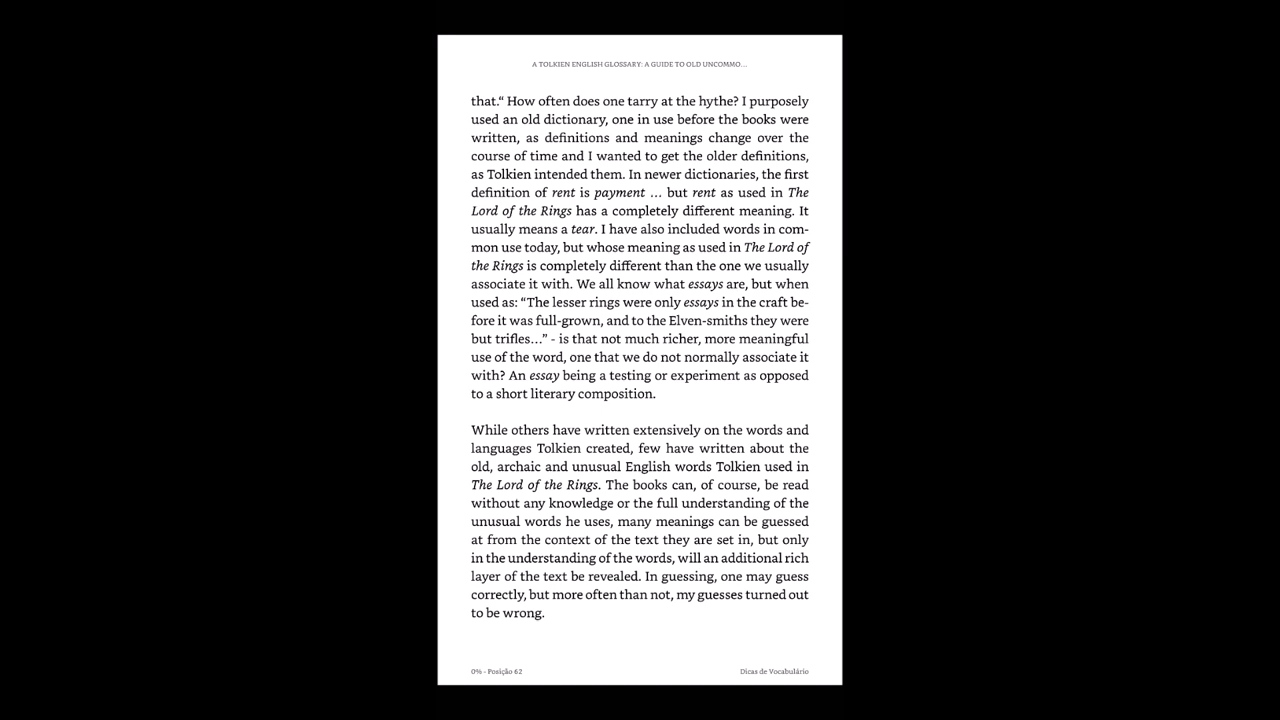 A TOLKIEN ENGLISH GLOSSARY: A GUIDE TO OLD UNCOMMO...
that.“ How often does one tarry at the hythe? I purposely
used an old dictionary, one in use before the books were
written, as definitions and meanings change over the
course of time and I wanted to get the older definitions,
as Tolkien intended them. In newer dictionaries, the first
definition of rent is payment … but rent as used in The
Lord of the Rings has a completely different meaning. It
usually means a tear. I have also included words in com-
mon use today, but whose meaning as used in The Lord of
the Rings is completely different than the one we usually
associate it with. We all know what essays are, but when
used as: “The lesser rings were only essays in the craft be-
fore it was full-grown, and to the Elven-smiths they were
but trifles…” - is that not much richer, more meaningful
use of the word, one that we do not normally associate it
with? An essay being a testing or experiment as opposed
to a short literary composition.
While others have written extensively on the words and
languages Tolkien created, few have written about the
old, archaic and unusual English words Tolkien used in
The Lord of the Rings. The books can, of course, be read
without any knowledge or the full understanding of the
unusual words he uses, many meanings can be guessed
at from the context of the text they are set in, but only
in the understanding of the words, will an additional rich
layer of the text be revealed. In guessing, one may guess
correctly, but more often than not, my guesses turned out
to be wrong.
0% - Posição 62
Dicas de Vocabulário